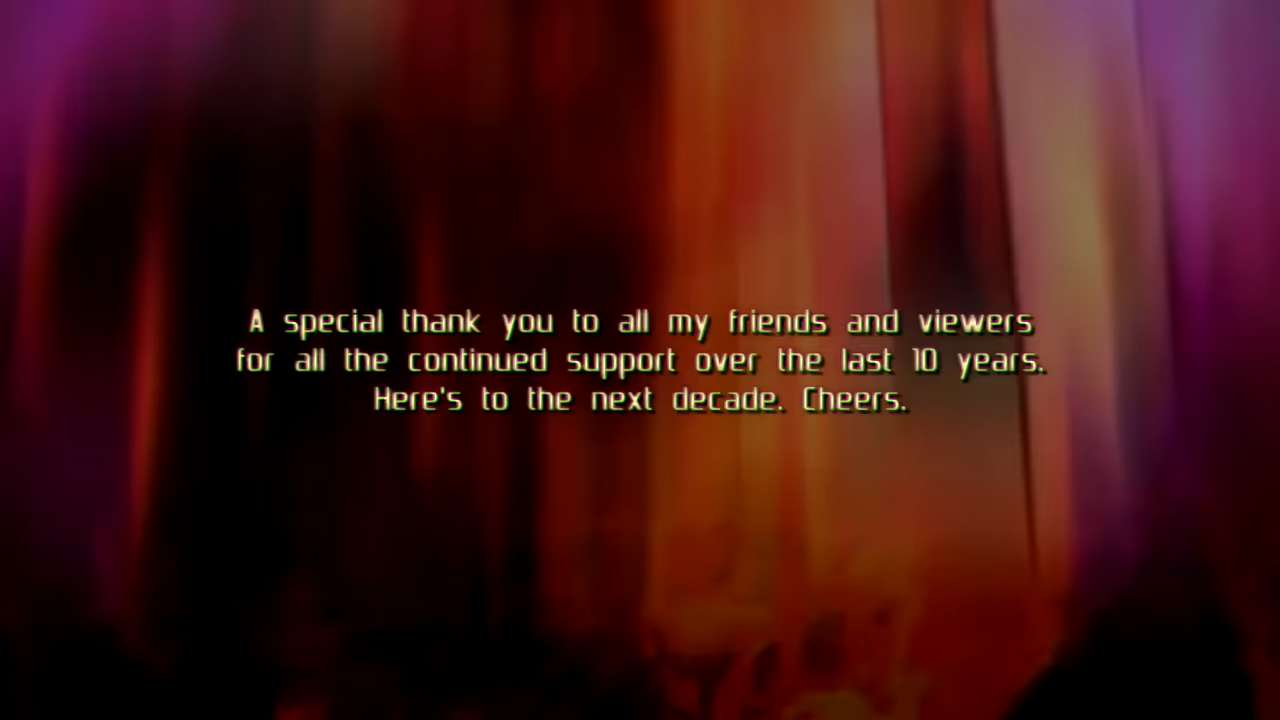 A special thank you to all my friends and viewers
for all the continued support over the last 10 years.
Here's to the next decade. Cheers.